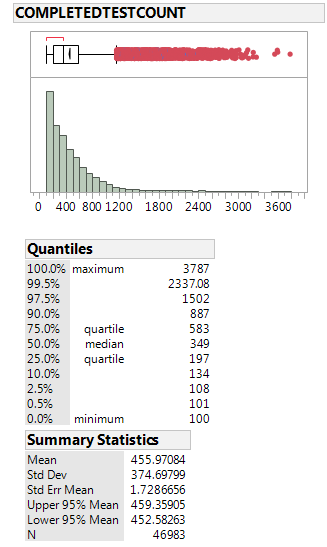 COMPLETEDTESTCOUNT
0 400 800 1200 1800 2400 3000 3600
Quantiles
100.0% maximum 3787
99.5% 2337.08
97.5% 1502
90.0% 887
75.0% quartile 583
50.0% median 349
25.0% quartile 197
10.0% 134
2.5% 108
0.5% 101
0.0% minimum 100
Summary Statistics
Mean 455.97084
Std Dev 374.69799
Std Err Mean 1.7286656
Upper 95% Mean 459.35905
Lower 95% Mean 452.58263
N 46983